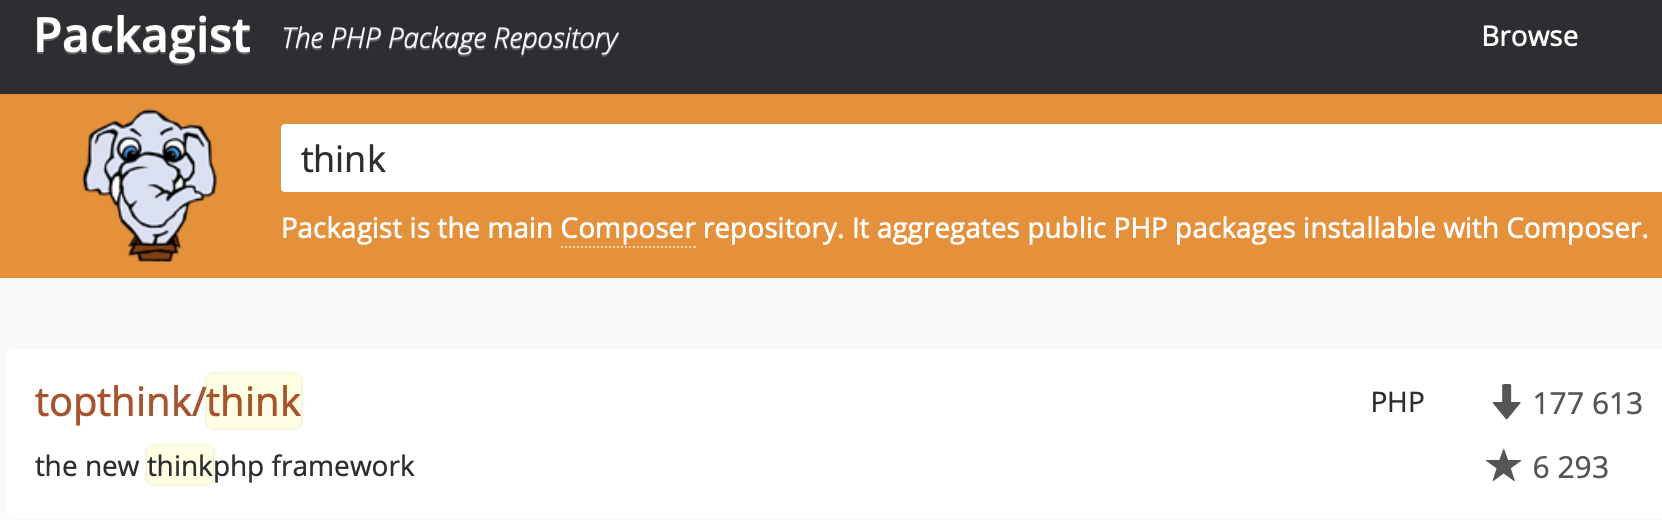 Packagist The PHP Package Repository Browse
think
Packagist is the main Composer repository. It aggregates public PHP packages installable with Composer.
topthink/think PHP 177 613
the new thinkphp framework 6 293